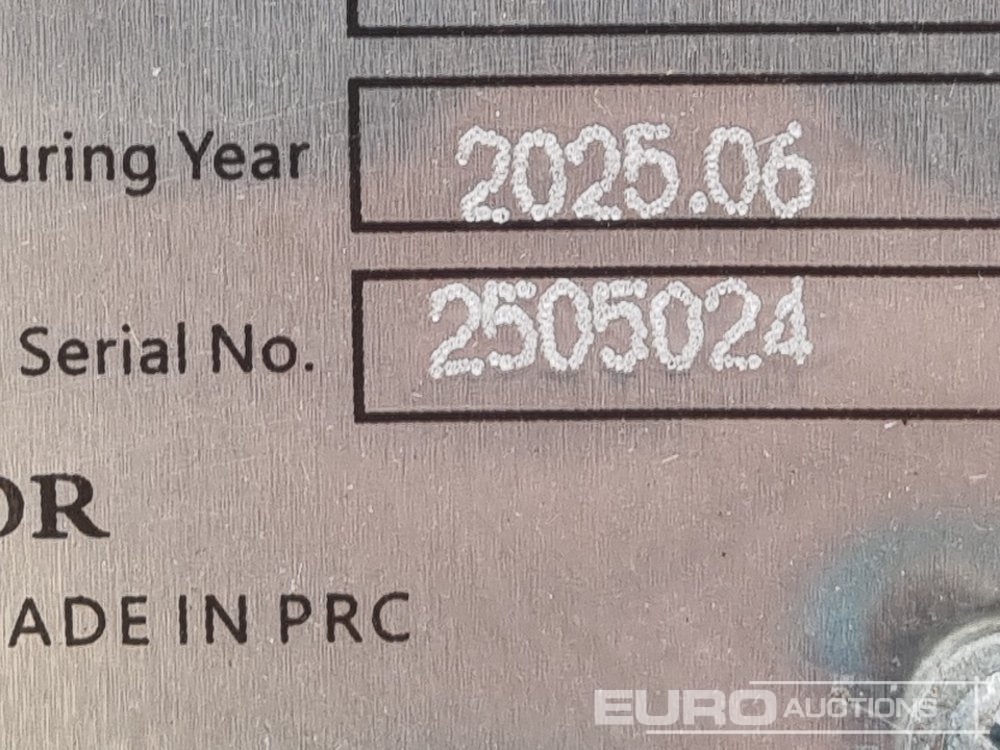 uring Year 2025.06
Serial No. 2505024
OR
ADE IN PRC
EURO AUCTIONS